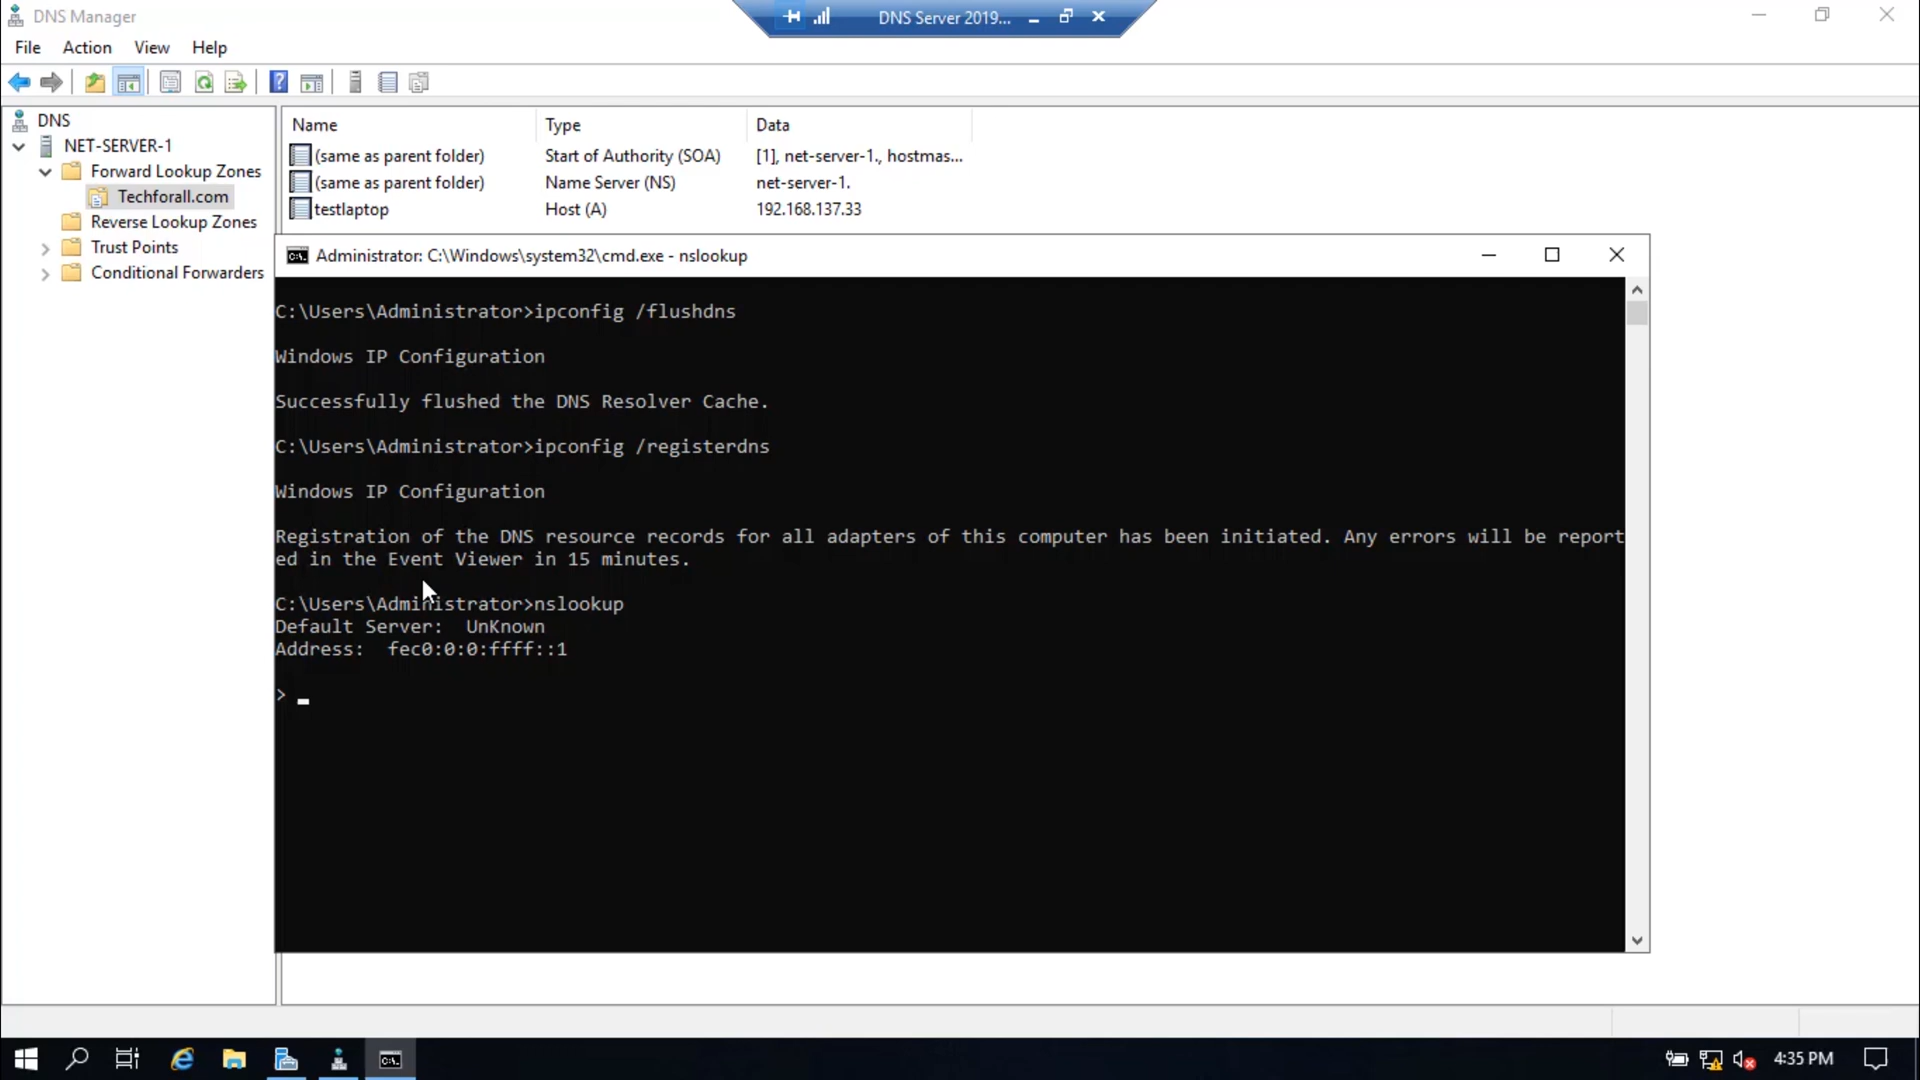 DNS Manager
DNS Server 2019...
File Action View Help
DNS
NET-SERVER-1
Forward Lookup Zones
Techforall.com
Reverse Lookup Zones
Trust Points
Conditional Forwarders
Name Type Data
(same as parent folder) Start of Authority (SOA) [1], net-server-1., hostmas...
(same as parent folder) Name Server (NS) net-server-1.
testlaptop Host (A) 192.168.137.33
Administrator: C:\Windows\system32\cmd.exe - nslookup
C:\Users\Administrator>ipconfig /flushdns
Windows IP Configuration
Successfully flushed the DNS Resolver Cache.
C:\Users\Administrator>ipconfig /registerdns
Windows IP Configuration
Registration of the DNS resource records for all adapters of this computer has been initiated. Any errors will be report
ed in the Event Viewer in 15 minutes.
C:\Users\Administrator>nslookup
Default Server:  UnKnown
Address:  fec0:0:0:ffff::1
> _
4:35 PM